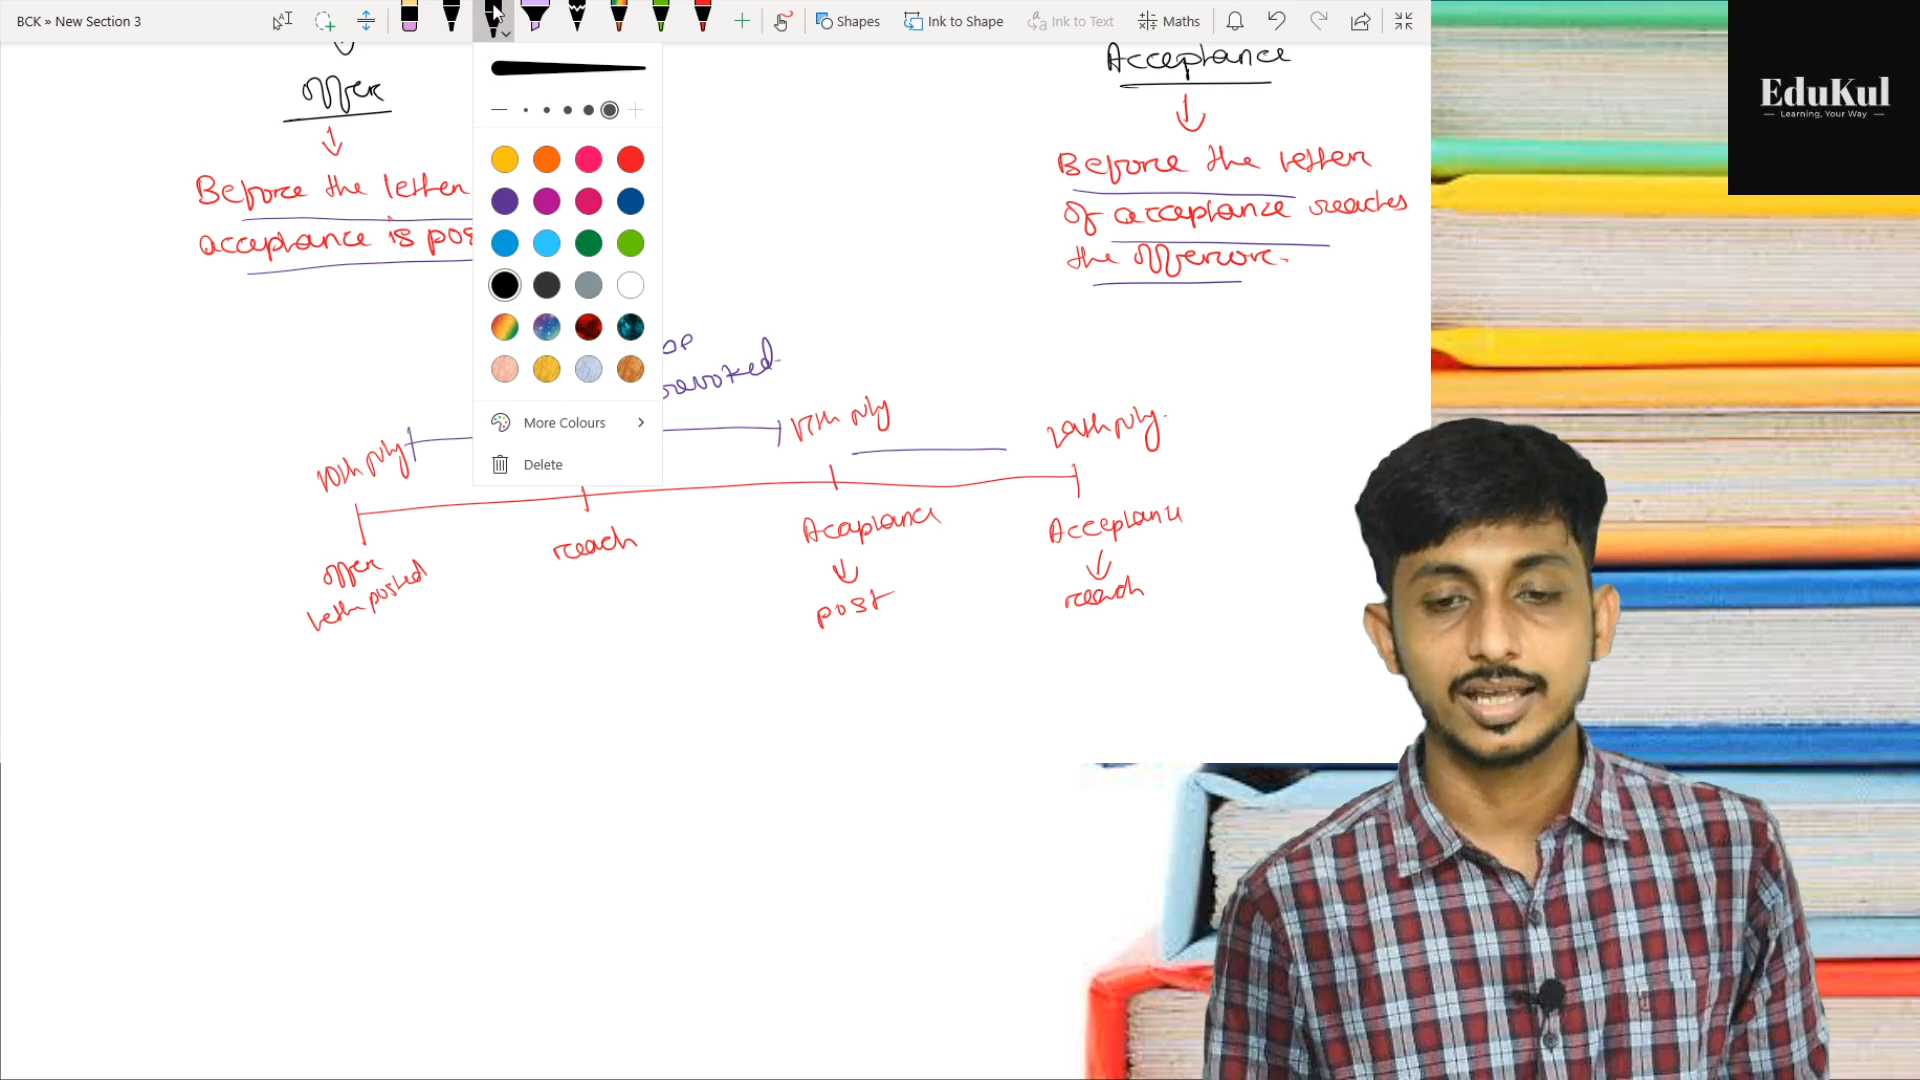 BCK » New Section 3
Shapes
Ink to Shape
Ink to Text
Maths
EduKul
Learning, Your Way
Offer
Before the letter
acceptance is pos
Acceptance
Before the letter
of acceptance reaches
the offeror.
More Colours
Delete
revoked
10th July
17th July
20th July.
offer
letter posted
reach
Acceptance
post
Acceptance
reach